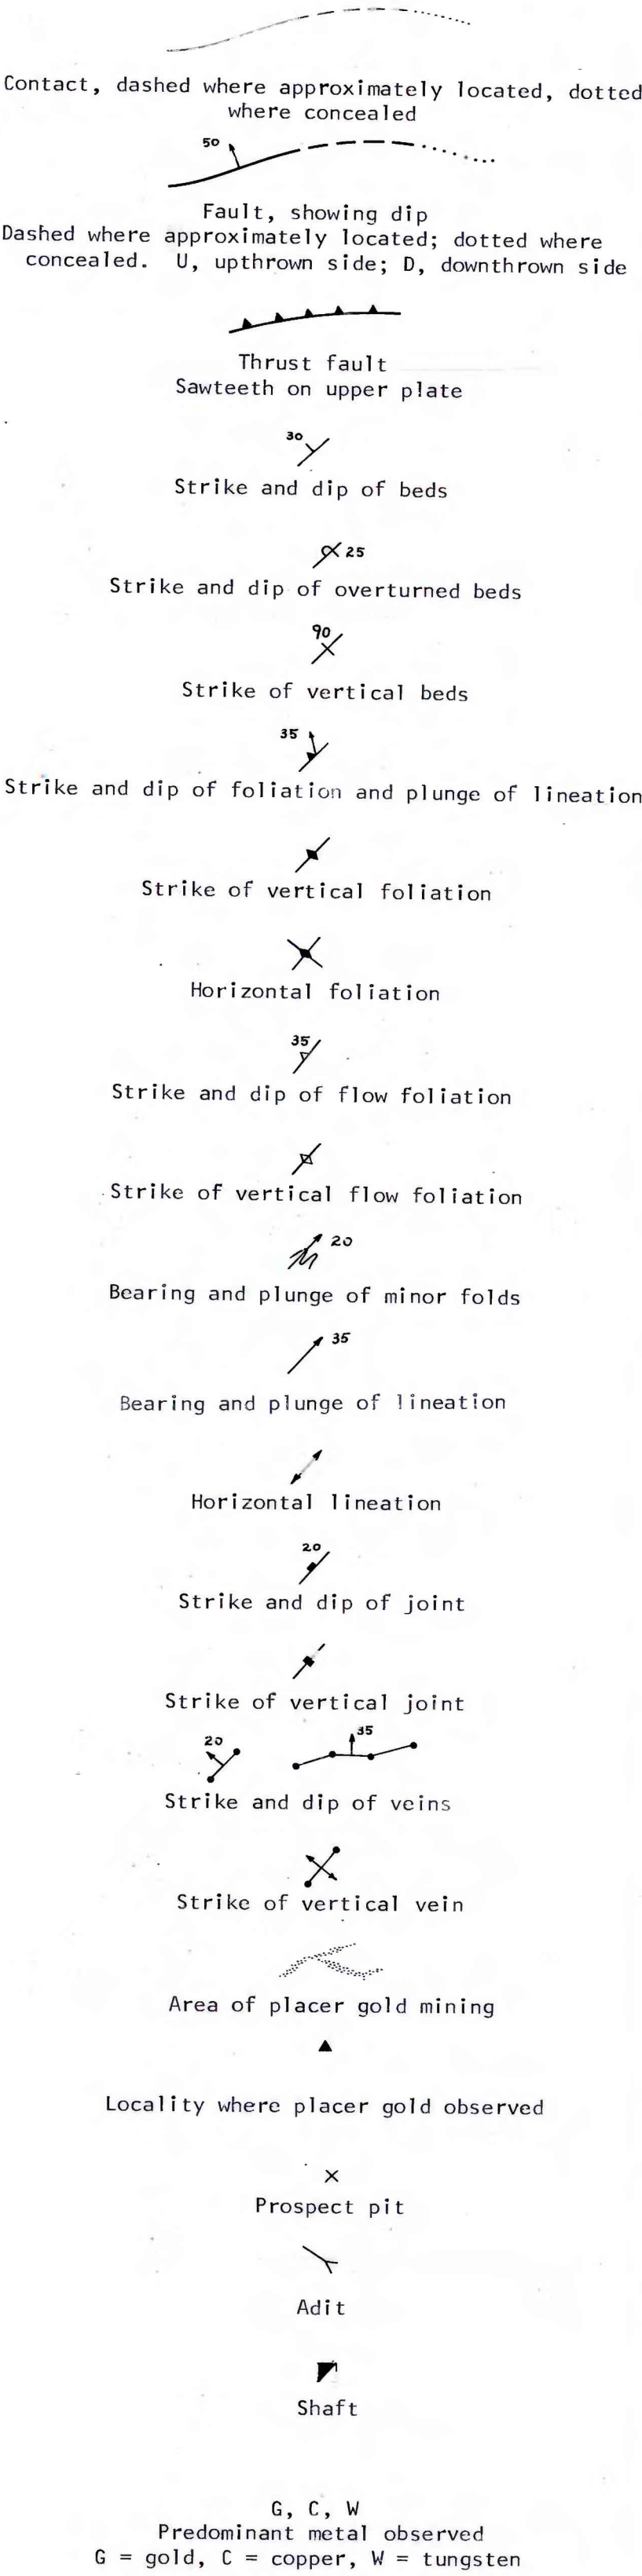 Contact, dashed where approximately located, dotted
where concealed
50
Fault, showing dip
Dashed where approximately located; dotted where
concealed. U, upthrown side; D, downthrown side
Thrust fault
Sawteeth on upper plate
30
Strike and dip of beds
25
Strike and dip of overturned beds
90
Strike of vertical beds
35
Strike and dip of foliation and plunge of lineation
Strike of vertical foliation
Horizontal foliation
35
Strike and dip of flow foliation
Strike of vertical flow foliation
20
Bearing and plunge of minor folds
35
Bearing and plunge of lineation
Horizontal lineation
20
Strike and dip of joint
Strike of vertical joint
20 35
Strike and dip of veins
Strike of vertical vein
Area of placer gold mining
Locality where placer gold observed
Prospect pit
Adit
Shaft
G, C, W
Predominant metal observed
G = gold, C = copper, W = tungsten